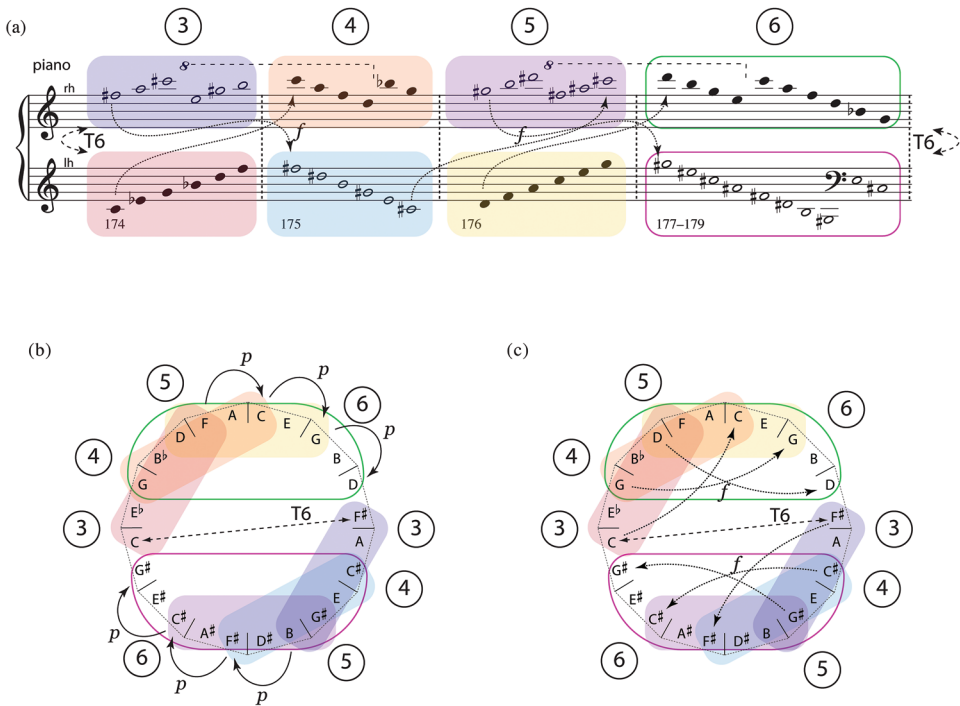 (a)
3 4 5 6
piano
rh
8 8
f f
T6 T6
lh
174 175 176 177–179
(b)
p p
5
F A C E
D G
6
p
4
B♭ B
G D
E♭ T6 F♯
3 3
C A
G♯ C♯
E♯ E
4
p
C♯ G♯
A♯ F♯ D♯ B
6 5
p p
(c)
5
F A C E
D G
6
4
B♭ B
G D
f
E♭ T6 F♯
3 3
C A
G♯ f C♯
E♯ E
4
C♯ G♯
A♯ F♯ D♯ B
6 5